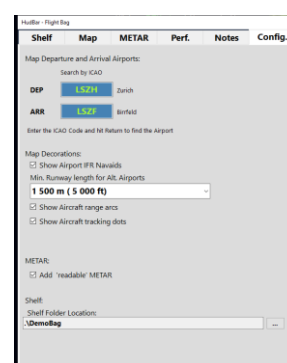 HudBar - Flight Bag
Shelf Map METAR Perf. Notes Config.
Map Departure and Arrival Airports:
Search by ICAO
DEP LSZH Zurich
ARR LSZF Birrfeld
Enter the ICAO Code and hit Return to find the Airport
Map Decorations:
Show Airport IFR Navaids
Min. Runway length for Alt. Airports
1 500 m ( 5 000 ft)
Show Aircraft range arcs
Show Aircraft tracking dots
METAR:
Add 'readable' METAR
Shelf:
Shelf Folder Location:
.\DemoBag ...